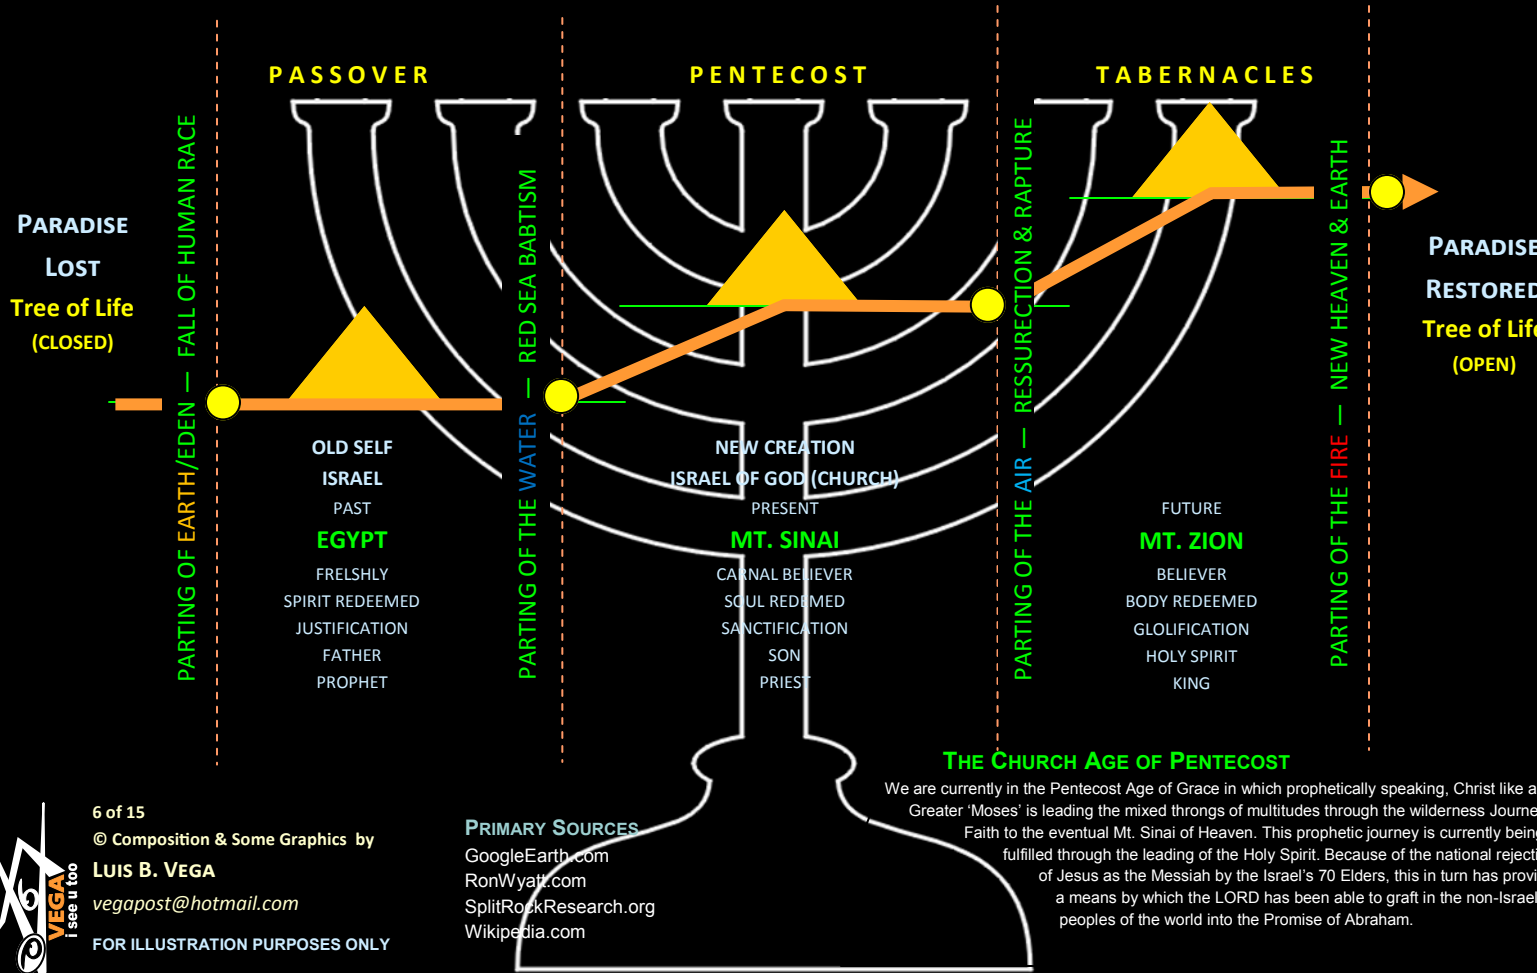 PASSOVER
PENTECOST
TABERNACLES
PARADISE
LOST
Tree of Life
(CLOSED)
PARTING OF EARTH/EDEN — FALL OF HUMAN RACE
PARTING OF THE WATER — RED SEA BABTISM
PARTING OF THE AIR — RESSURECTION & RAPTURE
PARTING OF THE FIRE — NEW HEAVEN & EARTH
PARADISE
RESTORED
Tree of Life
(OPEN)
OLD SELF
ISRAEL
PAST
EGYPT
FRELSHLY
SPIRIT REDEEMED
JUSTIFICATION
FATHER
PROPHET
NEW CREATION
ISRAEL OF GOD (CHURCH)
PRESENT
MT. SINAI
CARNAL BELIEVER
SOUL REDEMED
SANCTIFICATION
SON
PRIEST
FUTURE
MT. ZION
BELIEVER
BODY REDEEMED
GLOLIFICATION
HOLY SPIRIT
KING
6 of 15
© Composition & Some Graphics by
LUIS B. VEGA
vegapost@hotmail.com
FOR ILLUSTRATION PURPOSES ONLY
VEGA
i see u too
PRIMARY SOURCES
GoogleEarth.com
RonWyatt.com
SplitRockResearch.org
Wikipedia.com
THE CHURCH AGE OF PENTECOST
We are currently in the Pentecost Age of Grace in which prophetically speaking, Christ like a
Greater ‘Moses’ is leading the mixed throngs of multitudes through the wilderness Journe
Faith to the eventual Mt. Sinai of Heaven. This prophetic journey is currently being
fulfilled through the leading of the Holy Spirit. Because of the national rejecti
of Jesus as the Messiah by the Israel’s 70 Elders, this in turn has provi
a means by which the LORD has been able to graft in the non-Israel
peoples of the world into the Promise of Abraham.